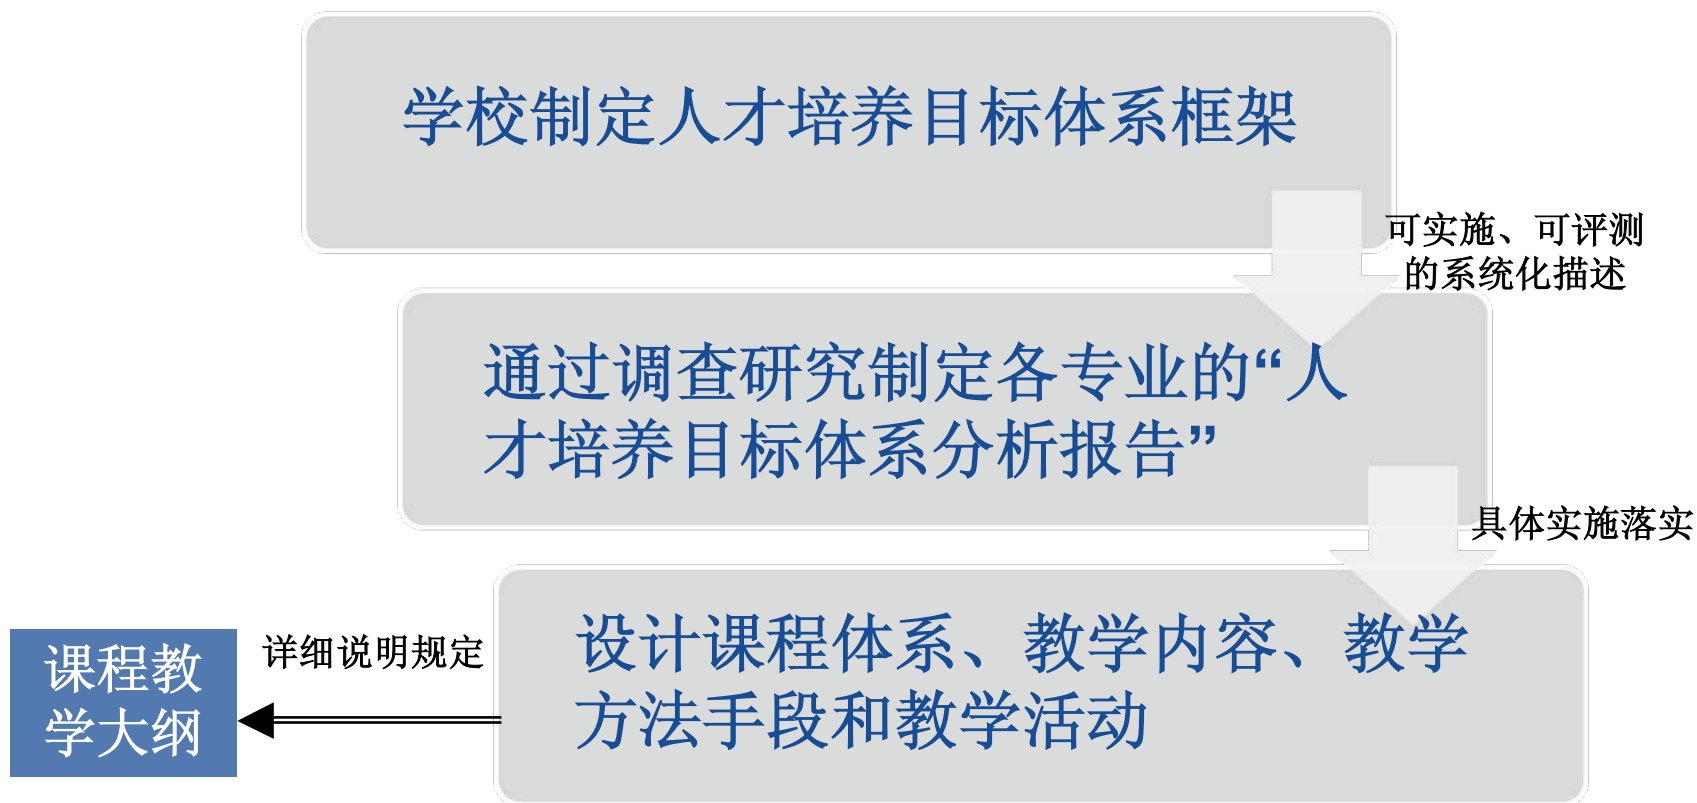 学校制定人才培养目标体系框架
可实施、可评测
的系统化描述
通过调查研究制定各专业的“人
才培养目标体系分析报告”
具体实施落实
设计课程体系、教学内容、教学
方法手段和教学活动
详细说明规定
课程教
学大纲